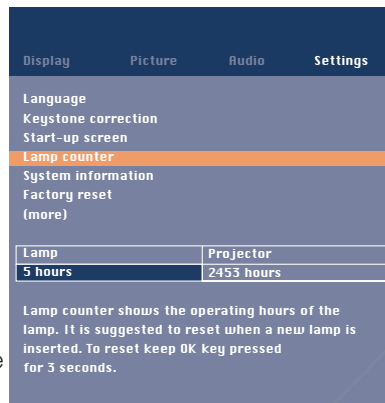 Display Picture Audio Settings
Language
Keystone correction
Start-up screen
Lamp counter
System information
Factory reset
(more)
Lamp Projector
5 hours 2453 hours
Lamp counter shows the operating hours of the
lamp. It is suggested to reset when a new lamp is
inserted. To reset keep OK key pressed
for 3 seconds.